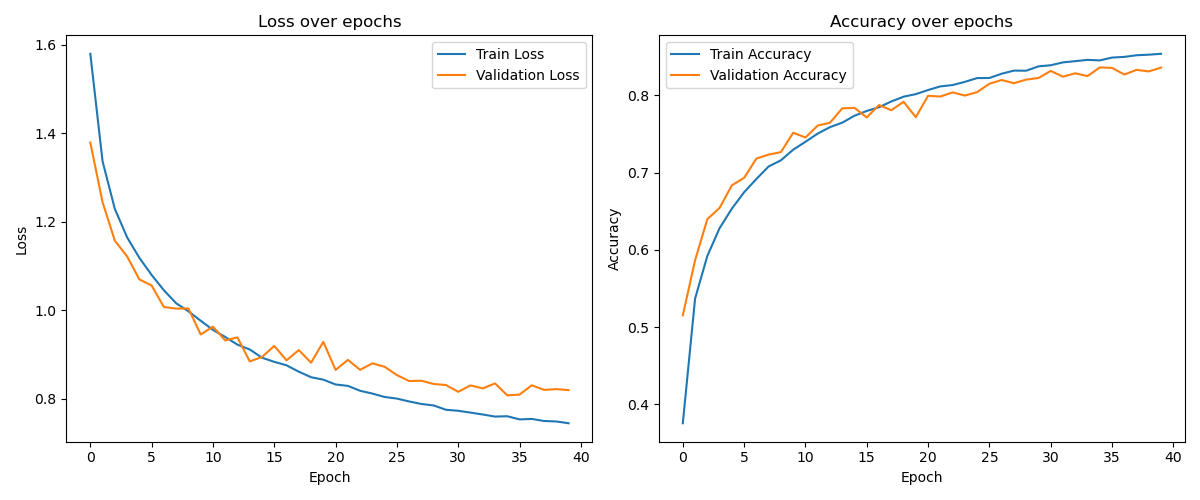 Loss over epochs
1.6
1.4
1.2
1.0
0.8
Loss
Train Loss
Validation Loss
0 5 10 15 20 25 30 35 40
Epoch
Accuracy over epochs
0.8
0.7
0.6
0.5
0.4
Accuracy
Train Accuracy
Validation Accuracy
0 5 10 15 20 25 30 35 40
Epoch